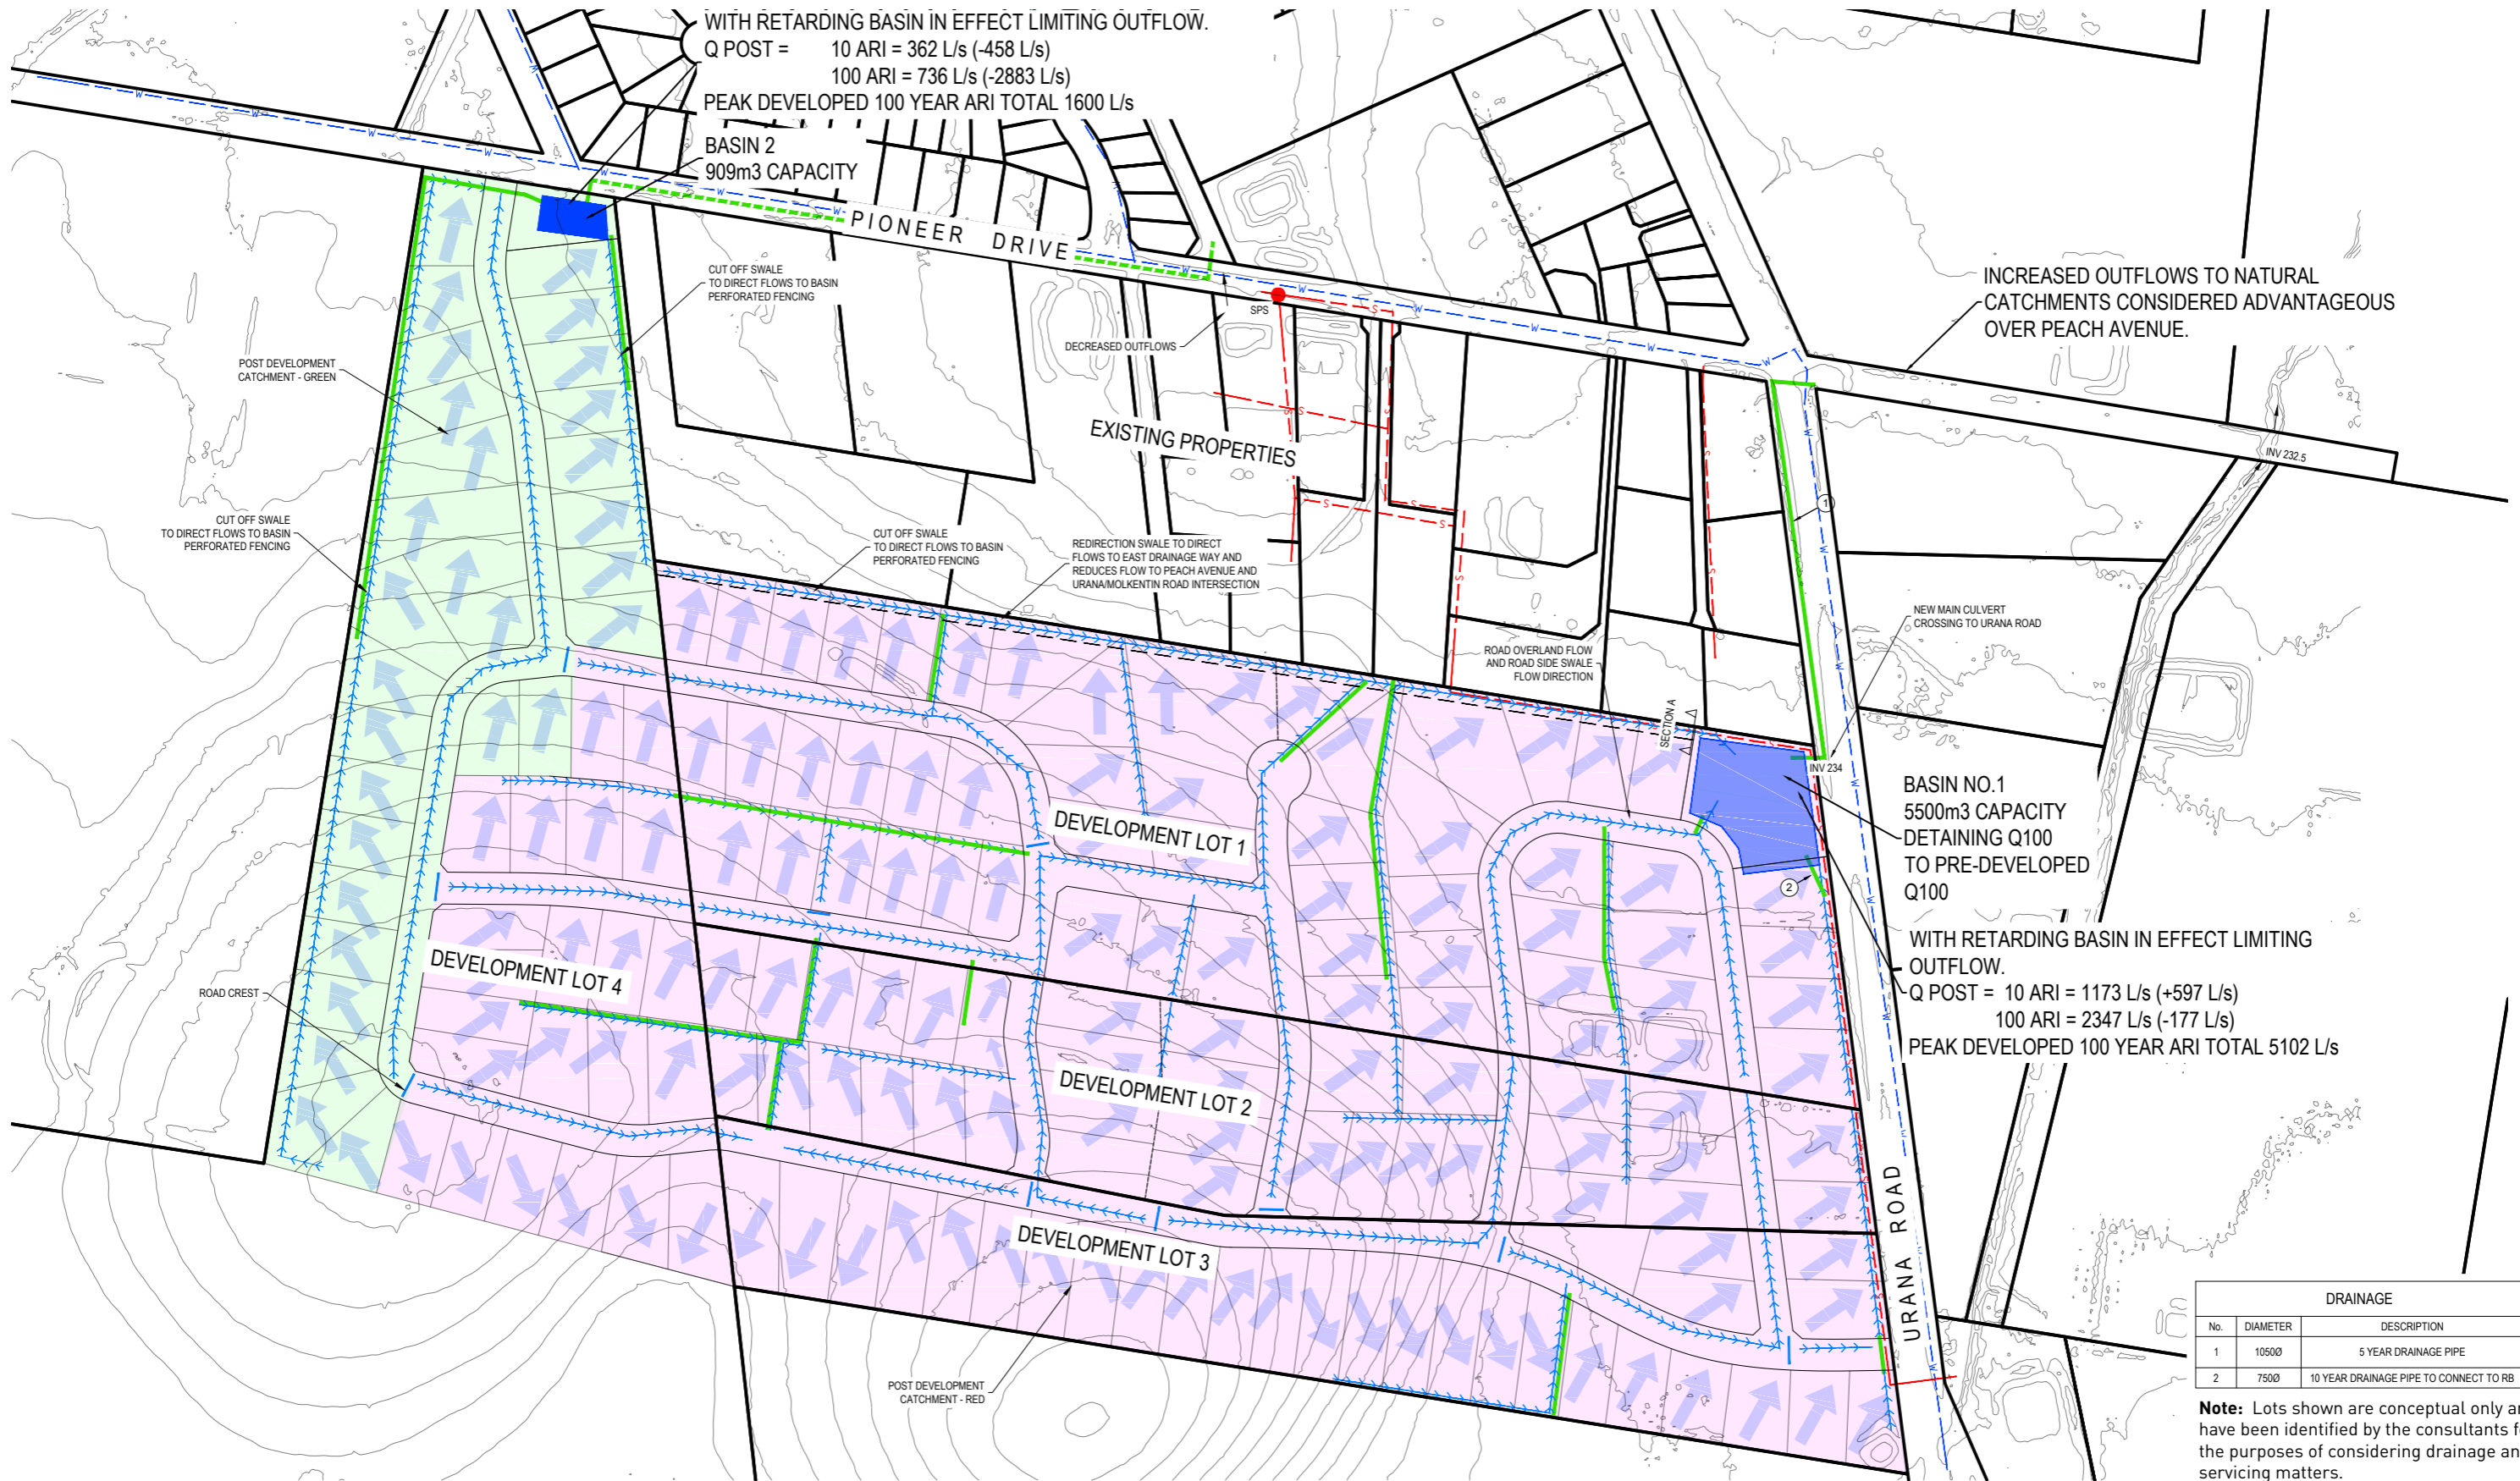 WITH RETARDING BASIN IN EFFECT LIMITING OUTFLOW.
Q POST = 10 ARI = 362 L/s (-458 L/s)
100 ARI = 736 L/s (-2883 L/s)
PEAK DEVELOPED 100 YEAR ARI TOTAL 1600 L/s
BASIN 2
909m3 CAPACITY
PIONEER DRIVE
CUT OFF SWALE
TO DIRECT FLOWS TO BASIN
PERFORATED FENCING
SPS
DECREASED OUTFLOWS
INCREASED OUTFLOWS TO NATURAL
CATCHMENTS CONSIDERED ADVANTAGEOUS
OVER PEACH AVENUE.
POST DEVELOPMENT
CATCHMENT - GREEN
EXISTING PROPERTIES
INV 232.5
1
CUT OFF SWALE
TO DIRECT FLOWS TO BASIN
PERFORATED FENCING
CUT OFF SWALE
TO DIRECT FLOWS TO BASIN
PERFORATED FENCING
REDIRECTION SWALE TO DIRECT
FLOWS TO EAST DRAINAGE WAY AND
REDUCES FLOW TO PEACH AVENUE AND
URANA/MOLKENTIN ROAD INTERSECTION
NEW MAIN CULVERT
CROSSING TO URANA ROAD
ROAD OVERLAND FLOW
AND ROAD SIDE SWALE
FLOW DIRECTION
SECTION A
INV 234
BASIN NO.1
5500m3 CAPACITY
DETAINING Q100
TO PRE-DEVELOPED
Q100
2
DEVELOPMENT LOT 1
WITH RETARDING BASIN IN EFFECT LIMITING
OUTFLOW.
Q POST = 10 ARI = 1173 L/s (+597 L/s)
100 ARI = 2347 L/s (-177 L/s)
PEAK DEVELOPED 100 YEAR ARI TOTAL 5102 L/s
DEVELOPMENT LOT 4
ROAD CREST
DEVELOPMENT LOT 2
DEVELOPMENT LOT 3
URANA ROAD
POST DEVELOPMENT
CATCHMENT - RED
DRAINAGE
No. DIAMETER DESCRIPTION
1 1050Ø 5 YEAR DRAINAGE PIPE
2 750Ø 10 YEAR DRAINAGE PIPE TO CONNECT TO RB
Note: Lots shown are conceptual only
have been identified by the consultants
the purposes of considering drainage
servicing matters.